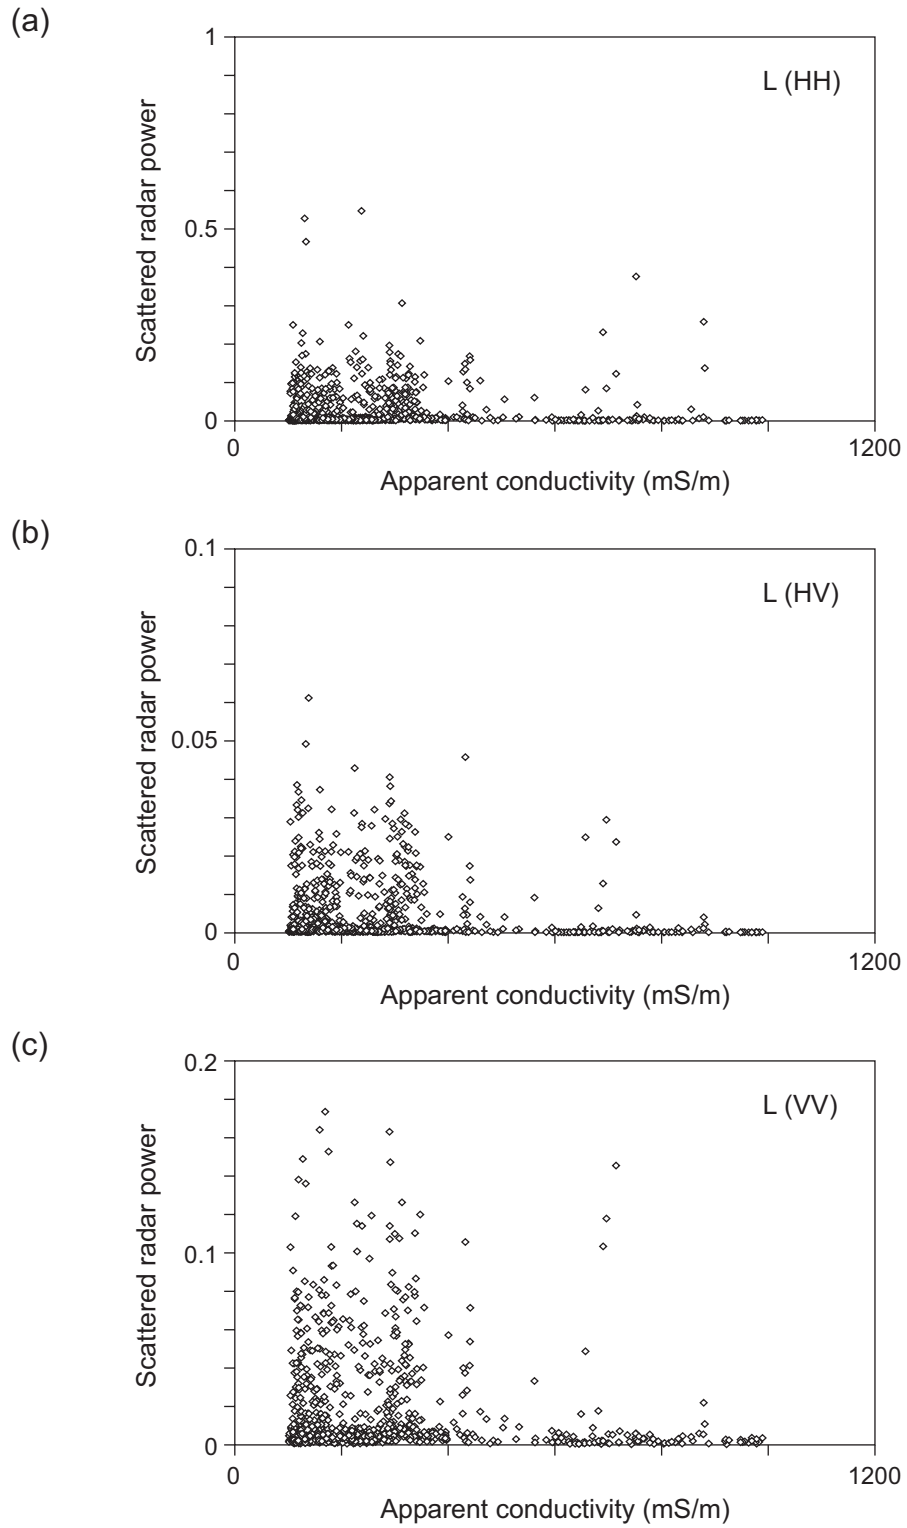 (a)
1
L (HH)
Scattered radar power
0.5
0
0
1200
Apparent conductivity (mS/m)
(b)
0.1
L (HV)
Scattered radar power
0.05
0
0
1200
Apparent conductivity (mS/m)
(c)
0.2
L (VV)
Scattered radar power
0.1
0
0
1200
Apparent conductivity (mS/m)